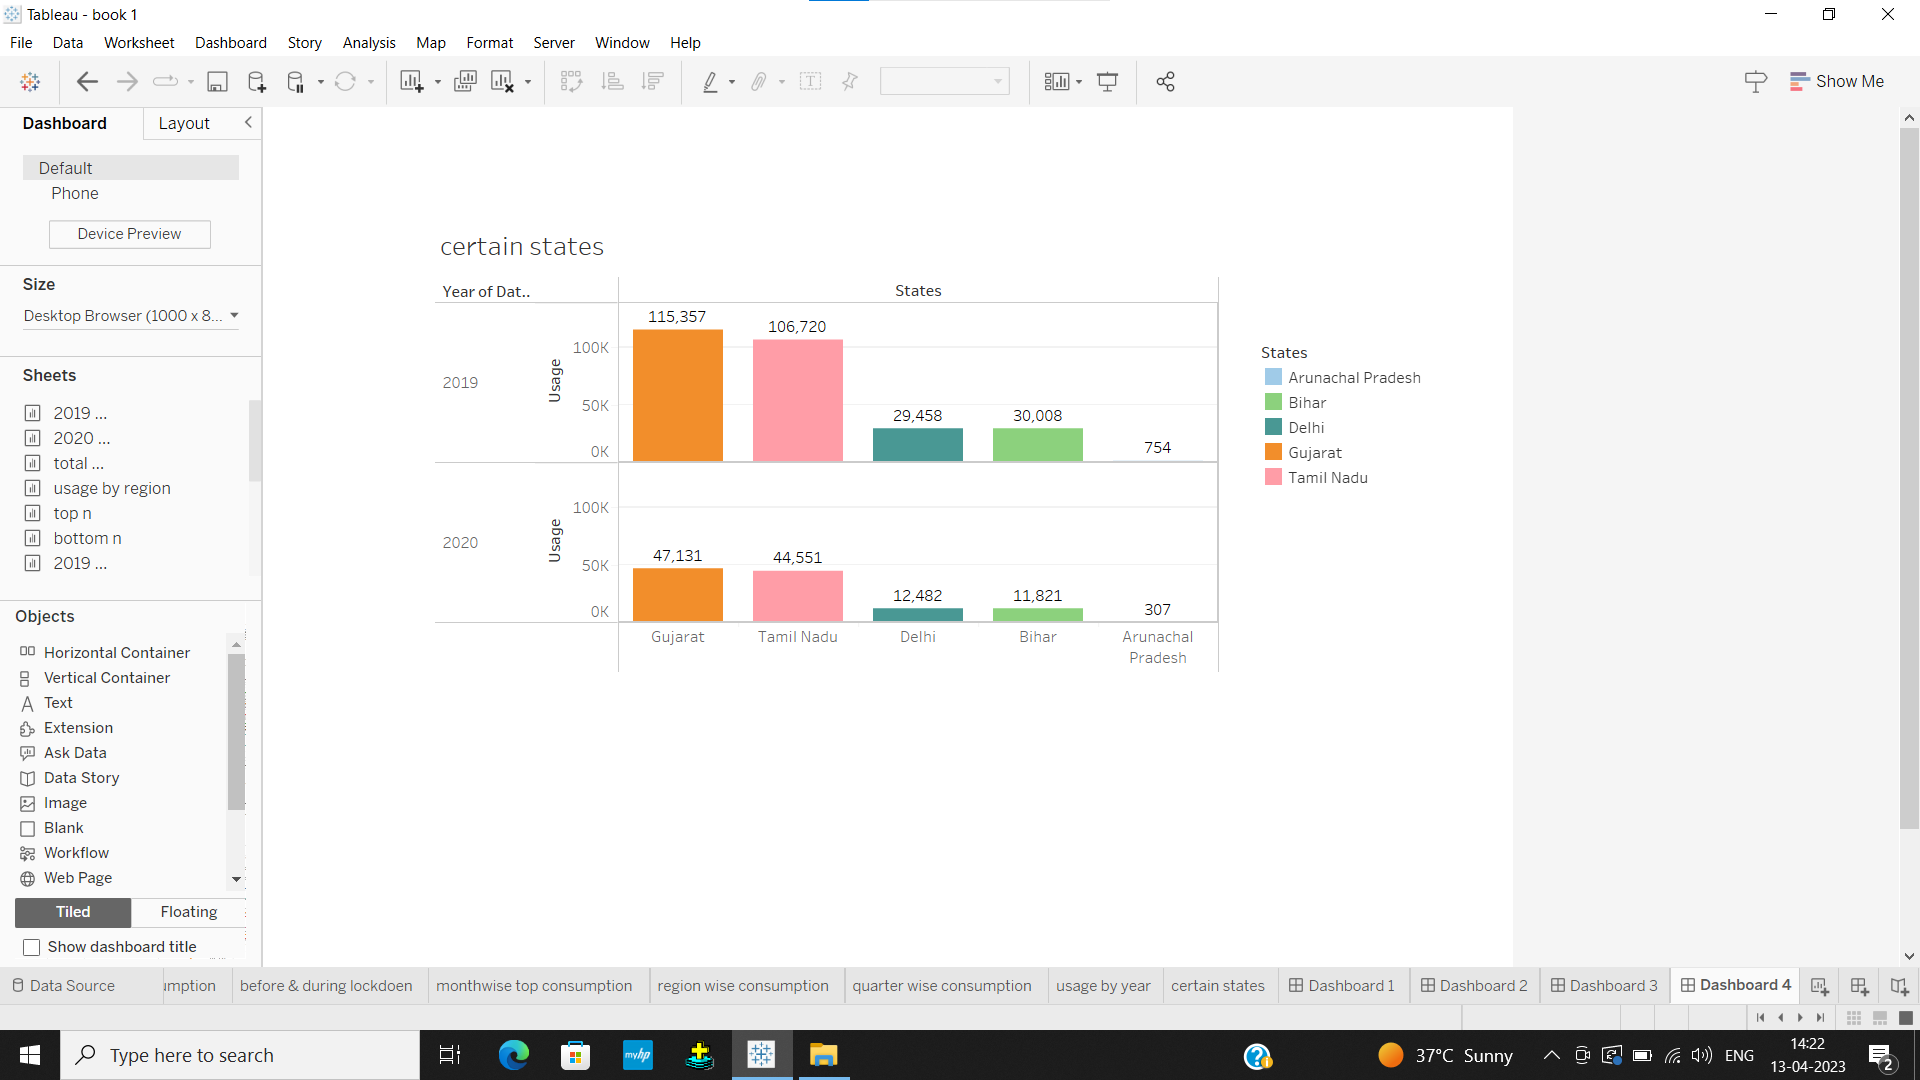 Tableau - book 1
File Data Worksheet Dashboard Story Analysis Map Format Server Window Help
Show Me
Dashboard Layout
Default
Phone
Device Preview
Size
Desktop Browser (1000 x 8...
Sheets
2019 ...
2020 ...
total ...
usage by region
top n
bottom n
2019 ...
Objects
Horizontal Container
Vertical Container
Text
Extension
Ask Data
Data Story
Image
Blank
Workflow
Web Page
Tiled Floating
Show dashboard title
certain states
Year of Dat.. States
2019
Usage
100K
50K
0K
115,357
106,720
29,458
30,008
754
2020
Usage
100K
50K
0K
47,131
44,551
12,482
11,821
307
Gujarat Tamil Nadu Delhi Bihar Arunachal
Pradesh
States
Arunachal Pradesh
Bihar
Delhi
Gujarat
Tamil Nadu
Data Source umption before & during lockdoen monthwise top consumption region wise consumption quarter wise consumption usage by year certain states Dashboard 1 Dashboard 2 Dashboard 3 Dashboard 4
Type here to search
myhp
37°C Sunny
ENG
14:22
13-04-2023
2